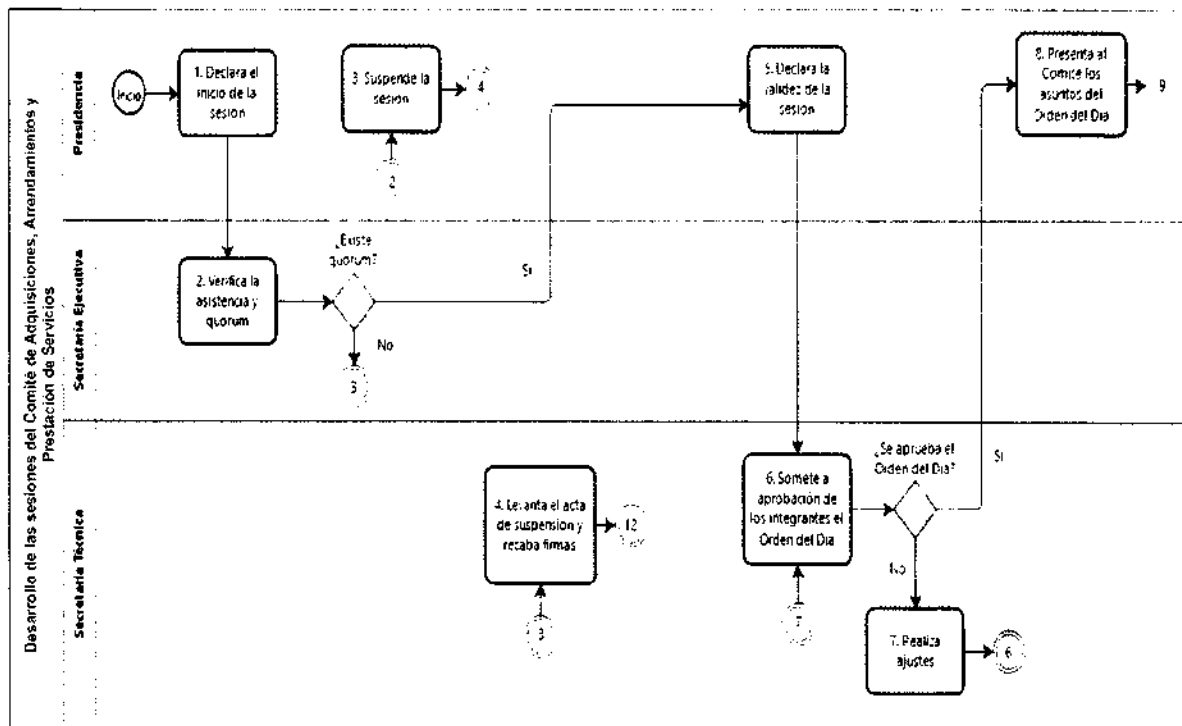 Desarrollo de las sesiones del Comité de Adquisiciones, Arrendamientos y
Prestación de Servicios
Presidencia
Inicio
1. Declara el
inicio de la
sesión
3. Suspende la
sesión
4
2
5. Declara la
validez de la
sesión
8. Presenta al
Comité los
asuntos del
Orden del Día
9
Secretaría Ejecutiva
2. Verifica la
asistencia y
quorum
¿Existe
quorum?
Si
No
3
Secretaría Técnica
4. Levanta el acta
de suspensión y
recaba firmas
12
3
6. Somete a
aprobación de
los integrantes el
Orden del Día
7
¿Se aprueba el
Orden del Día?
Si
No
7. Realiza
ajustes
6